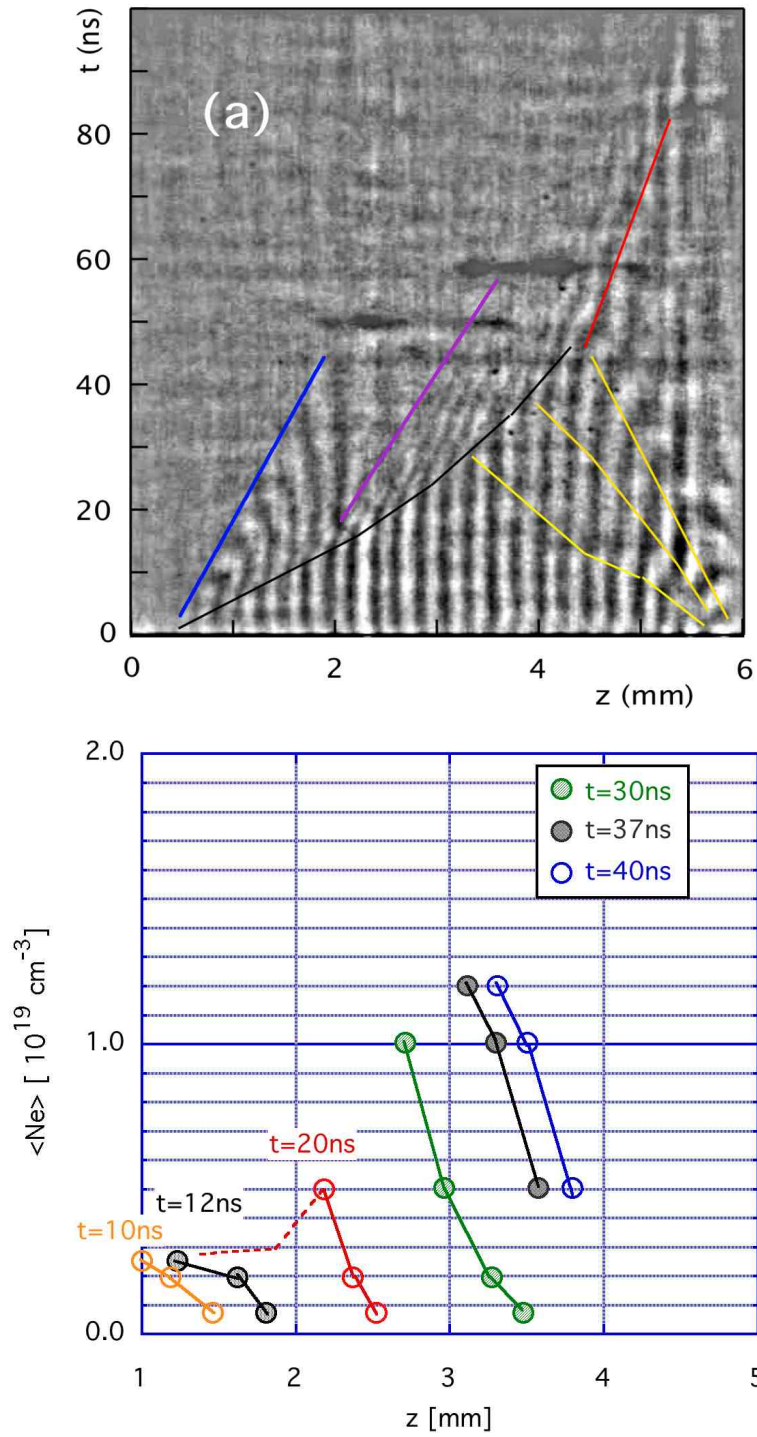 t (ns)
(a)
80
60
40
20
0
0 2 4 6
z (mm)
2.0
t=30ns
t=37ns
t=40ns
<Ne> [ 10^19 cm^-3]
1.0
t=20ns
t=12ns
t=10ns
0.0
1 2 3 4 5
z [mm]